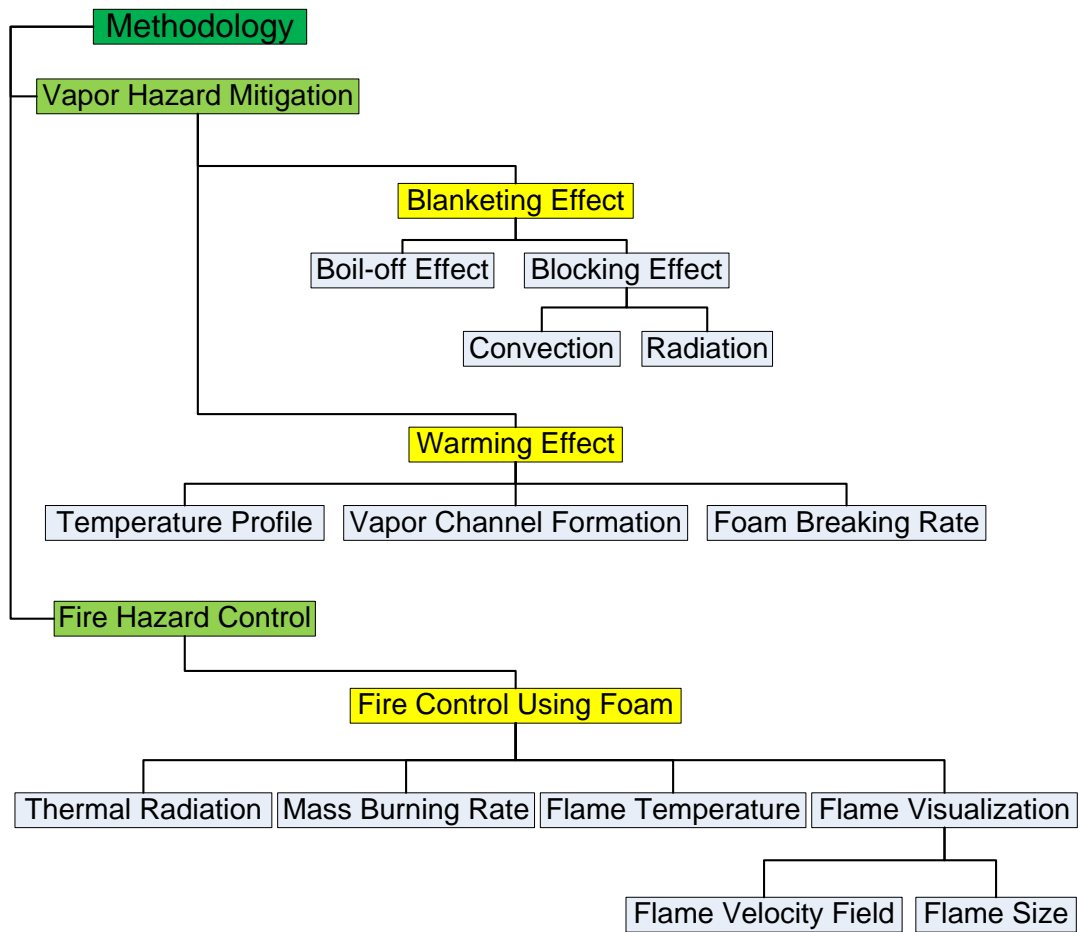 Methodology
Vapor Hazard Mitigation
Blanketing Effect
Boil-off Effect
Blocking Effect
Convection
Radiation
Warming Effect
Temperature Profile
Vapor Channel Formation
Foam Breaking Rate
Fire Hazard Control
Fire Control Using Foam
Thermal Radiation
Mass Burning Rate
Flame Temperature
Flame Visualization
Flame Velocity Field
Flame Size